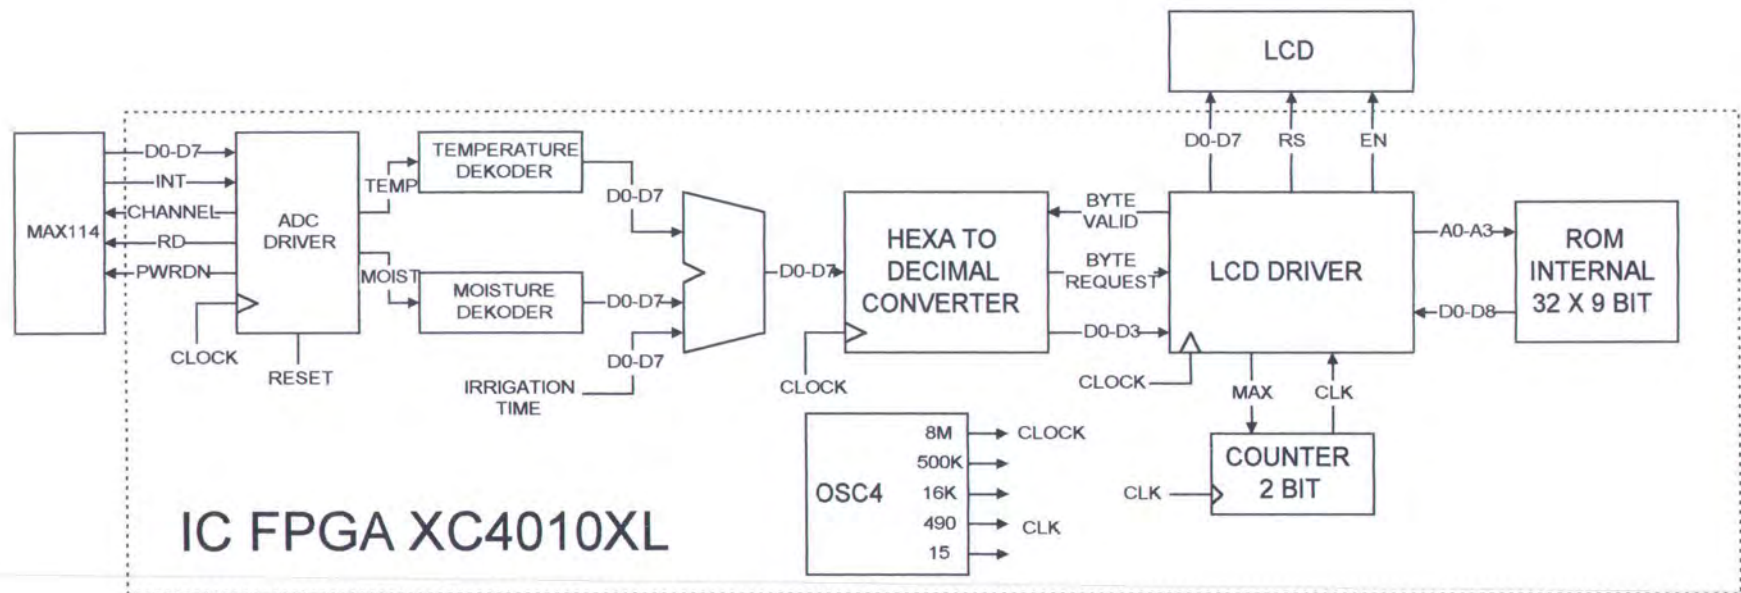 LCD
D0-D7
RS
EN
MAX114
D0-D7
INT
CHANNEL
RD
PWRDN
CLOCK
ADC
DRIVER
RESET
TEMP
MOIST
TEMPERATURE
DEKODER
D0-D7
MOISTURE
DEKODER
D0-D7
D0-D7
IRRIGATION
TIME
D0-D7
HEXA TO
DECIMAL
CONVERTER
CLOCK
BYTE
VALID
BYTE
REQUEST
D0-D3
LCD DRIVER
CLOCK
A0-A3
D0-D8
ROM
INTERNAL
32 X 9 BIT
MAX
CLK
COUNTER
2 BIT
CLK
OSC4
8M
CLOCK
500K
16K
490
CLK
15
IC FPGA XC4010XL